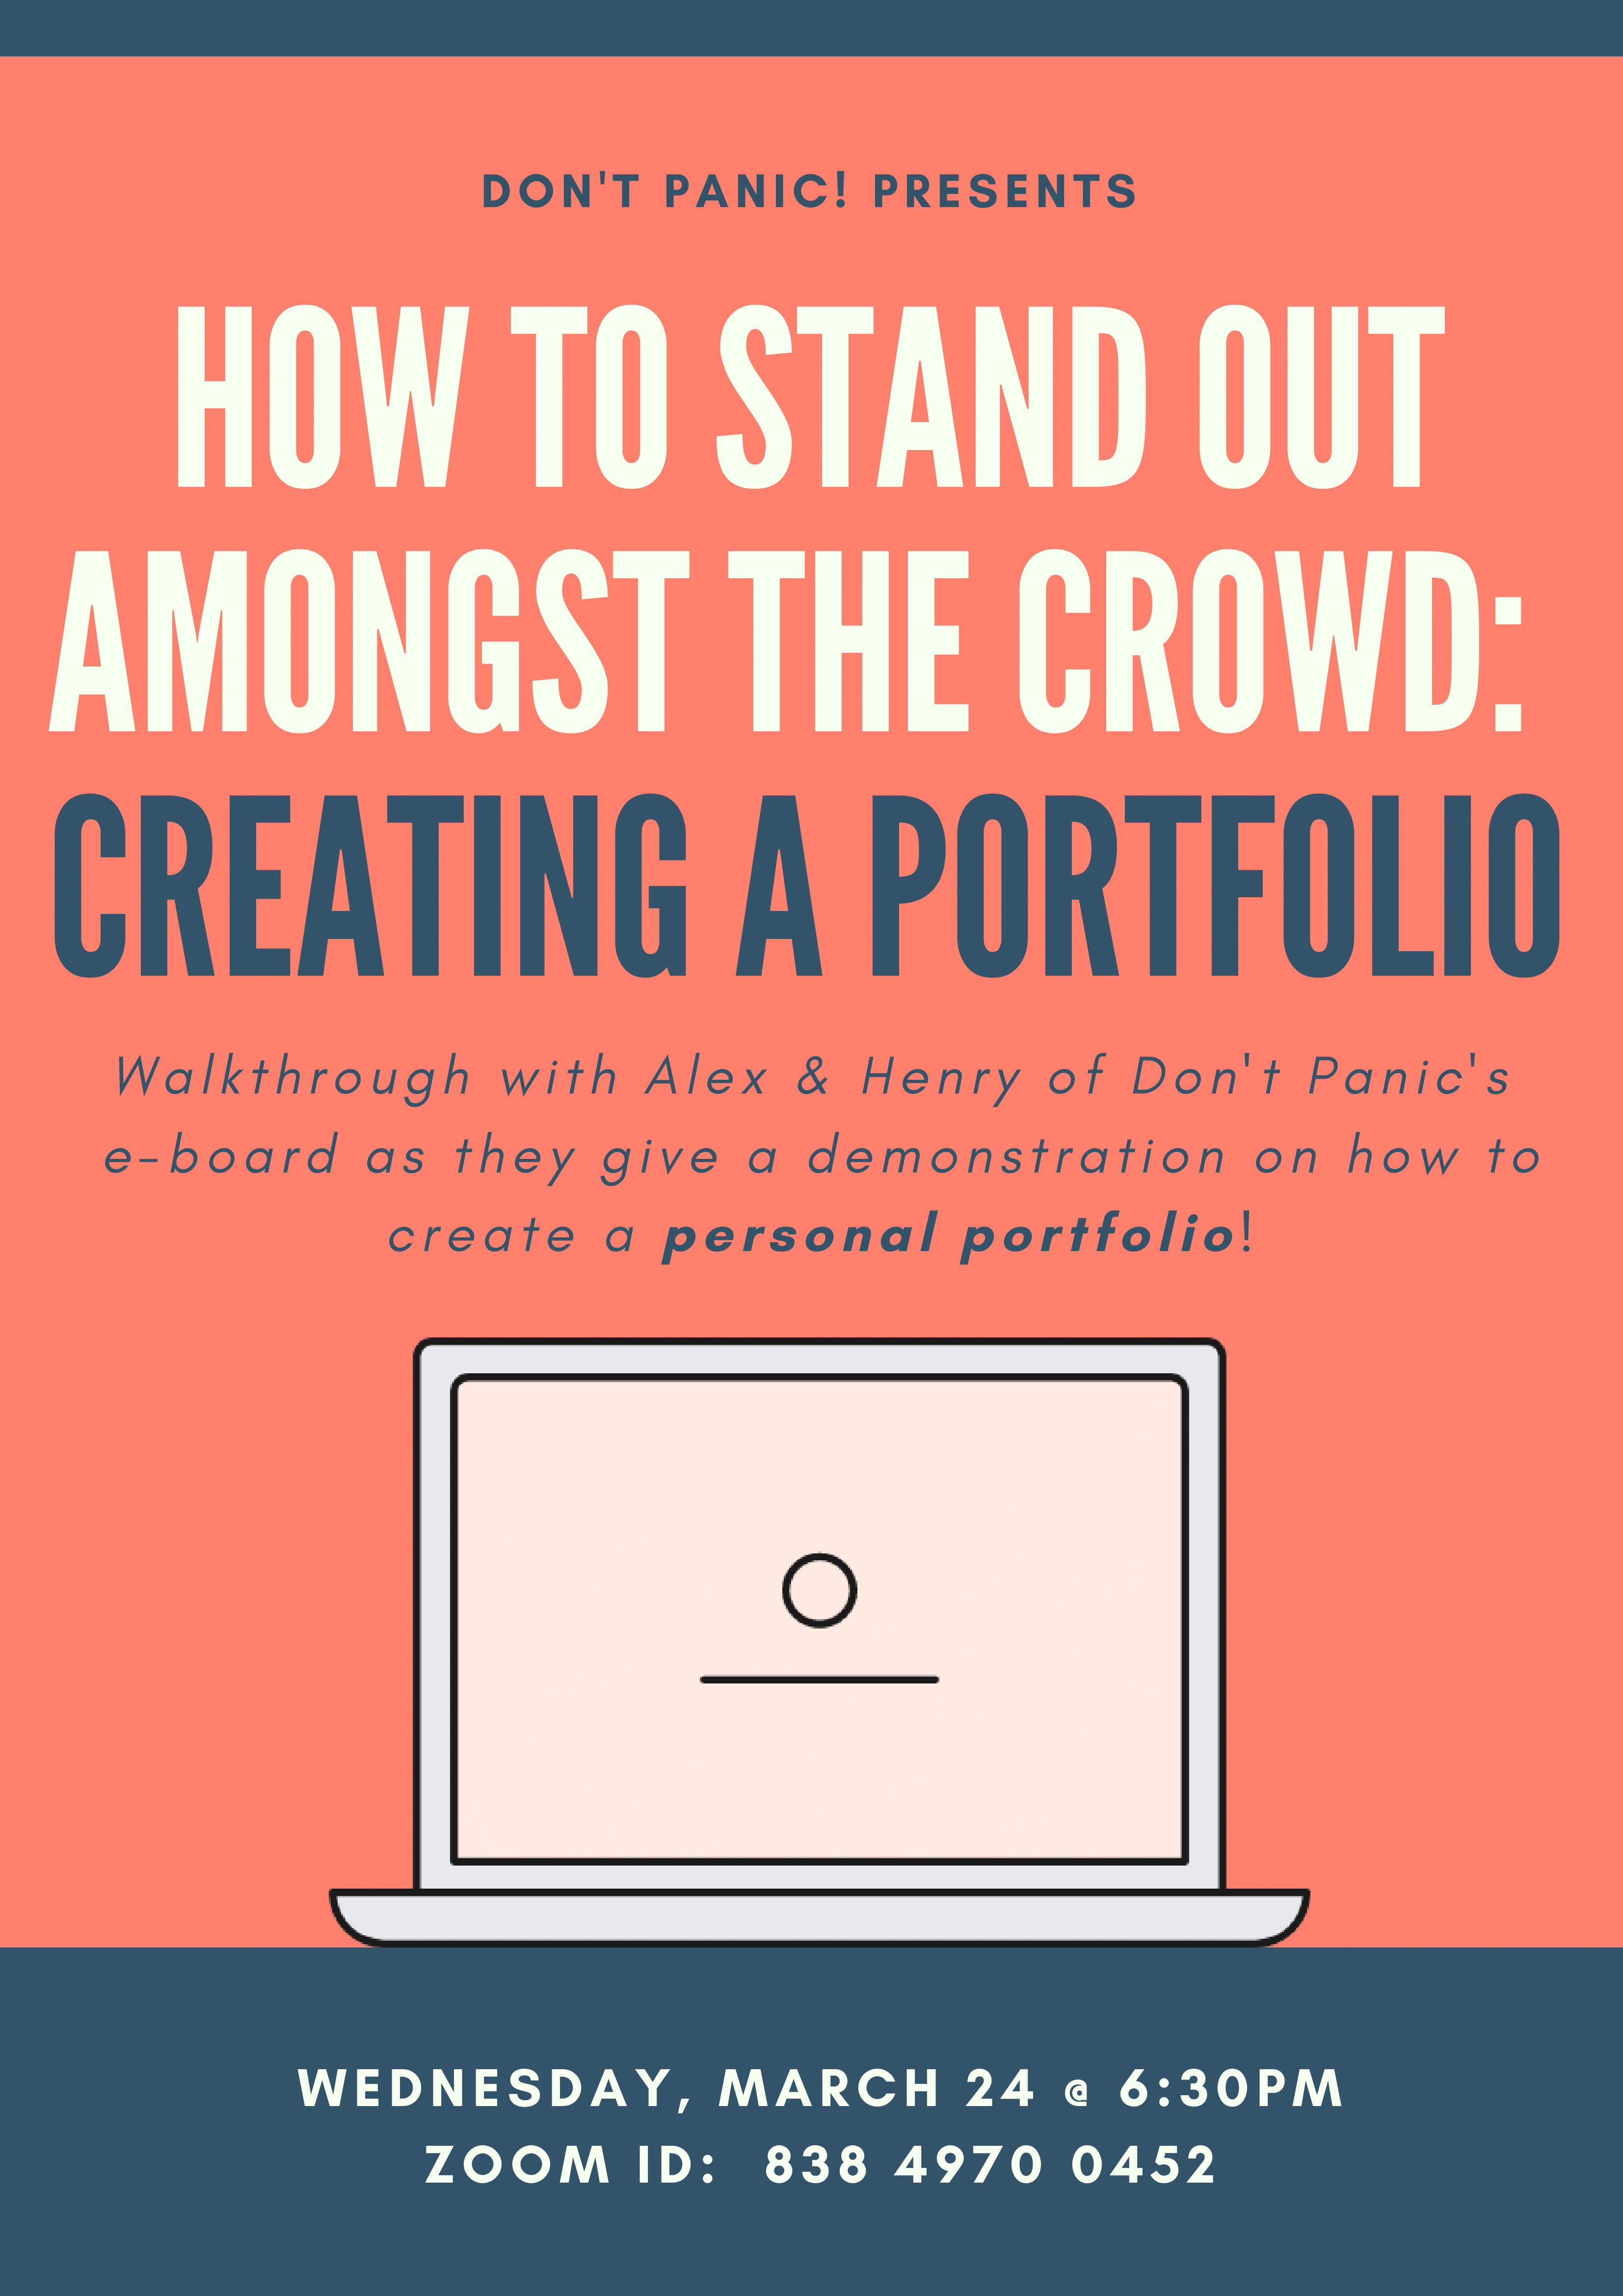 DON'T PANIC! PRESENTS
HOW TO STAND OUT
AMONGST THE CROWD:
CREATING A PORTFOLIO
Walkthrough with Alex & Henry of Don't Panic's
e-board as they give a demonstration on how to
create a personal portfolio!
WEDNESDAY, MARCH 24 @ 6:30PM
ZOOM ID: 838 4970 0452